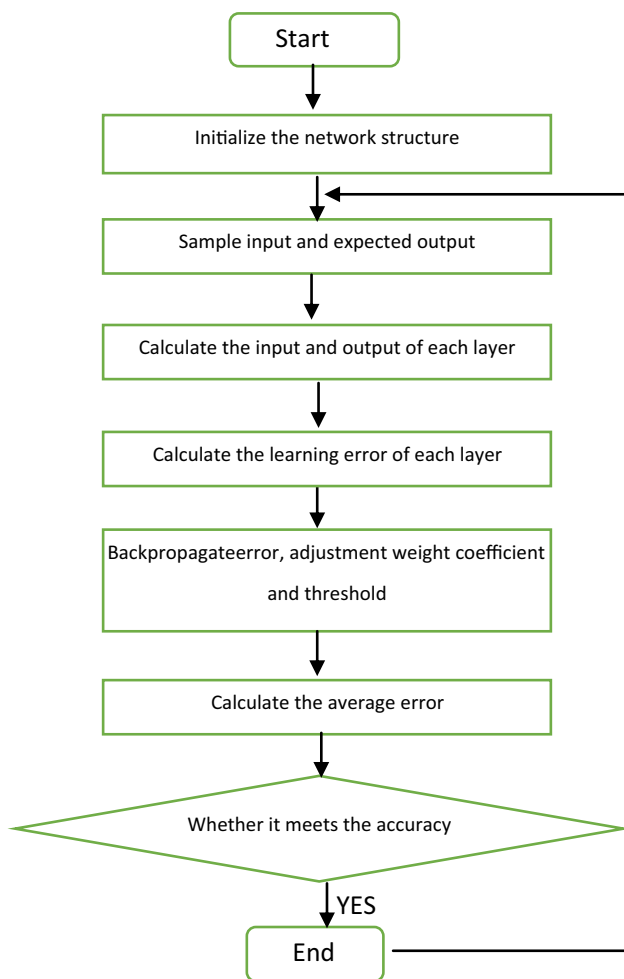 Start
Initialize the network structure
Sample input and expected output
Calculate the input and output of each layer
Calculate the learning error of each layer
Backpropagateerror, adjustment weight coefficient
and threshold
Calculate the average error
Whether it meets the accuracy
YES
End